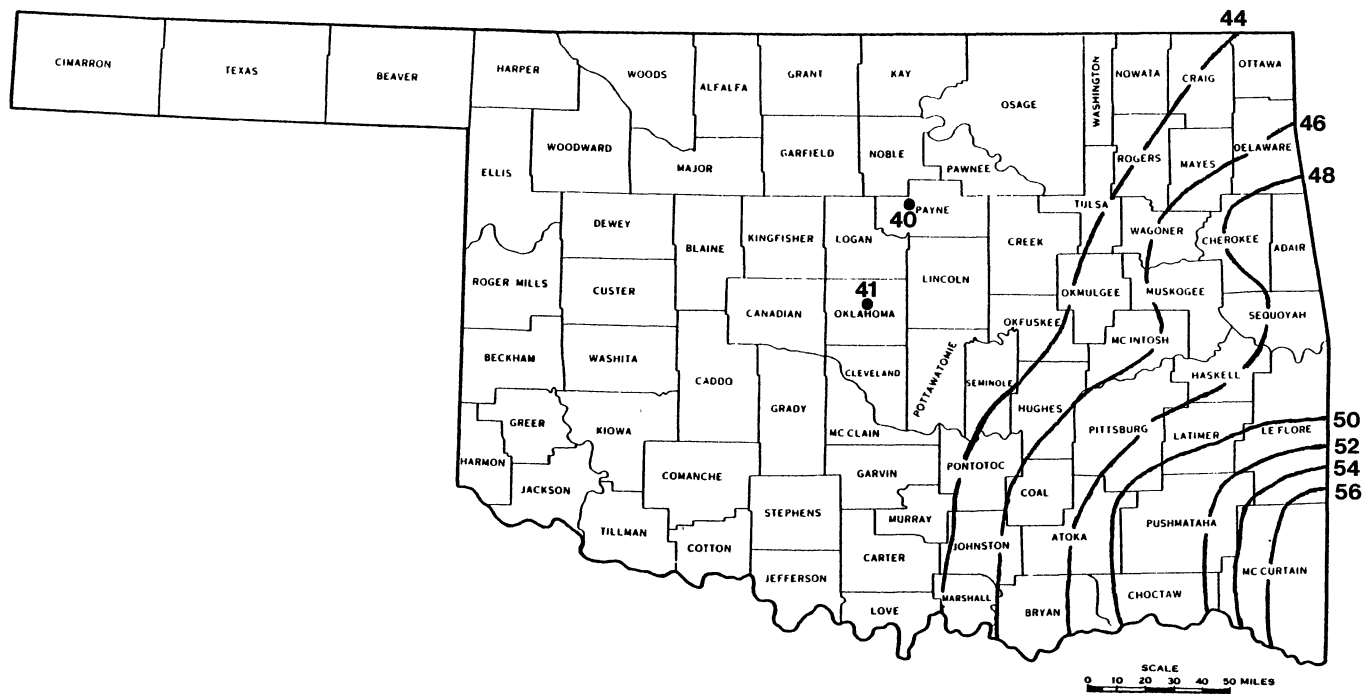 44
CIMARRON
TEXAS
BEAVER
HARPER
WOODS
ALFALFA
GRANT
KAY
OSAGE
WASHINGTON
NOWATA
CRAIG
OTTAWA
46
WOODWARD
MAJOR
GARFIELD
NOBLE
PAWNEE
ROGERS
MAYES
DELAWARE
48
ELLIS
DEWEY
BLAINE
KINGFISHER
LOGAN
40
PAYNE
CREEK
TULSA
WAGONER
CHEROKEE
ADAIR
ROGER MILLS
CUSTER
CANADIAN
41
OKLAHOMA
LINCOLN
OKMULGEE
MUSKOGEE
SEQUOYAH
OKFUSKEE
MC INTOSH
BECKHAM
WASHITA
CADDO
GRADY
CLEVELAND
POTTAWATOMIE
SEMINOLE
HUGHES
HASKELL
GREER
KIOWA
MC CLAIN
PITTSBURG
LATIMER
LE FLORE
50
52
54
56
HARMON
JACKSON
COMANCHE
GARVIN
PONTOTOC
COAL
TILLMAN
COTTON
STEPHENS
MURRAY
JOHNSTON
ATOKA
PUSHMATAHA
CARTER
JEFFERSON
LOVE
MARSHALL
BRYAN
CHOCTAW
MC CURTAIN
SCALE
0 10 20 30 40 50 MILES